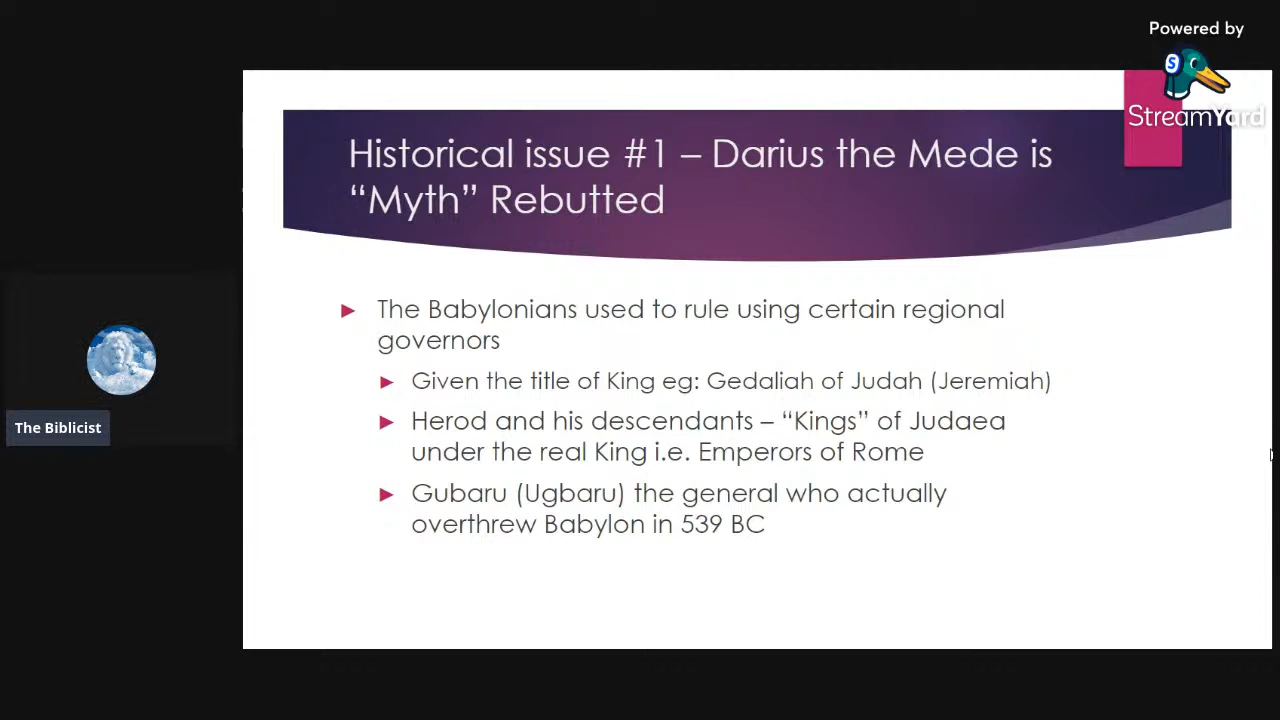 Powered by
S
StreamYard
Historical issue #1 – Darius the Mede is
“Myth” Rebutted
The Babylonians used to rule using certain regional
governors
Given the title of King eg: Gedaliah of Judah (Jeremiah)
Herod and his descendants – “Kings” of Judaea
under the real King i.e. Emperors of Rome
Gubaru (Ugbaru) the general who actually
overthrew Babylon in 539 BC
The Biblicist